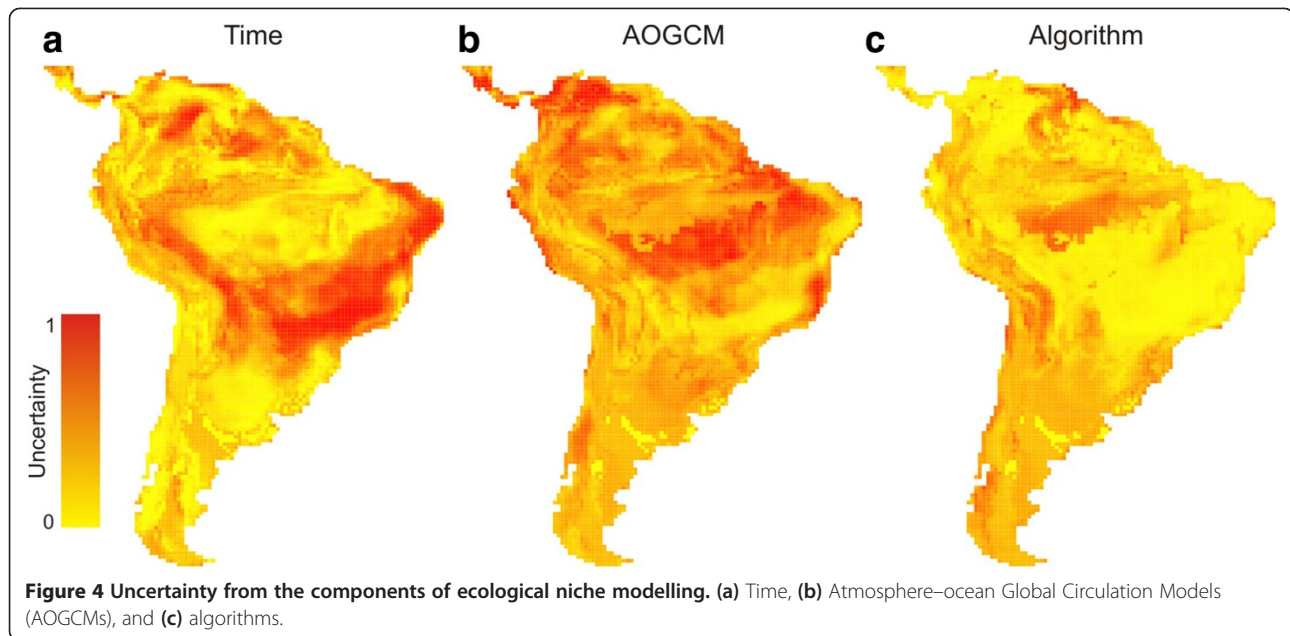 a Time b AOGCM c Algorithm
1
Uncertainty
0
Figure 4 Uncertainty from the components of ecological niche modelling. (a) Time, (b) Atmosphere–ocean Global Circulation Models
(AOGCMs), and (c) algorithms.